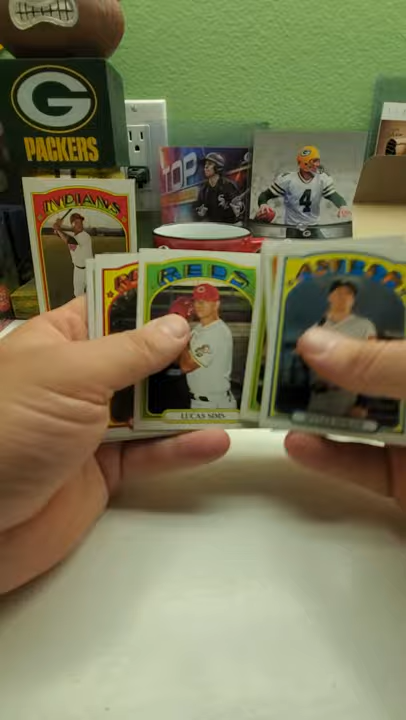 G
PACKERS
TOP
4
INDIANS
REDS
ASTROS
LUCAS SIMS